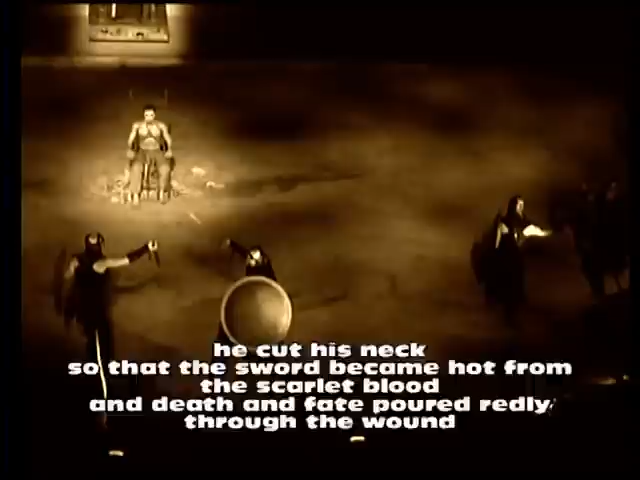 he cut his neck
so that the sword became hot from
the scarlet blood
and death and fate poured redly
through the wound